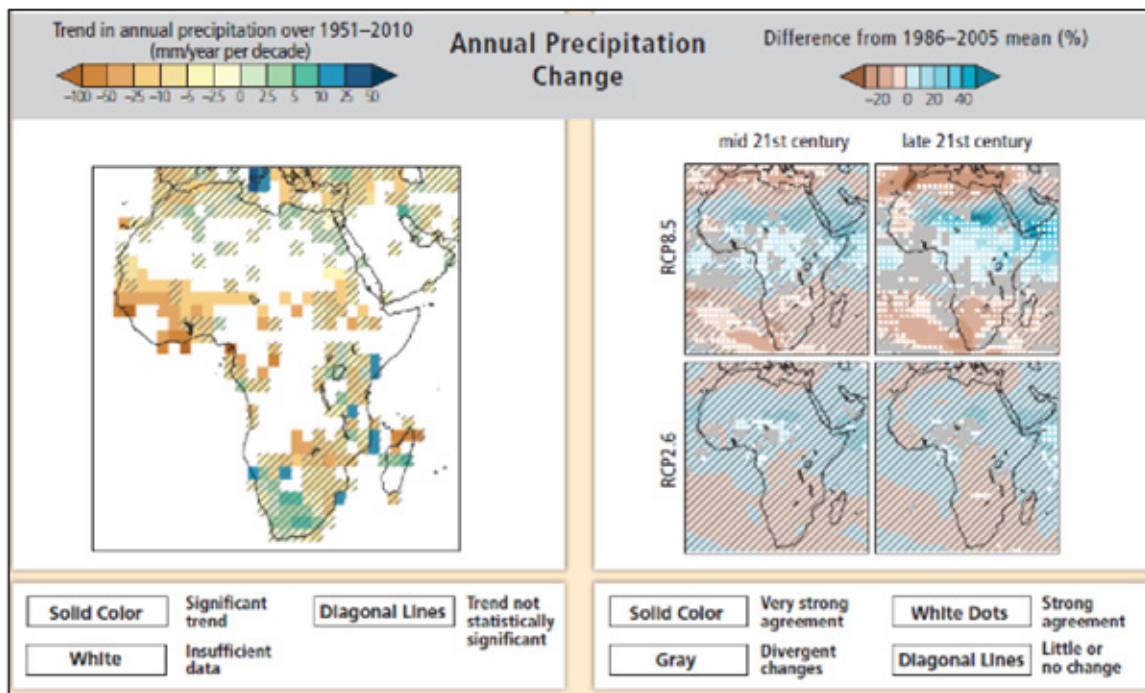 Trend in annual precipitation over 1951–2010
(mm/year per decade)
–100 –50 –25 –10 –5 –2.5 0 2.5 5 10 25 50
Annual Precipitation
Change
Difference from 1986–2005 mean (%)
–20 0 20 40
mid 21st century
late 21st century
RCP8.5
RCP2.6
Solid Color
Significant
trend
Diagonal Lines
Trend not
statistically
significant
White
Insufficient
data
Solid Color
Very strong
agreement
White Dots
Strong
agreement
Gray
Divergent
changes
Diagonal Lines
Little or
no change